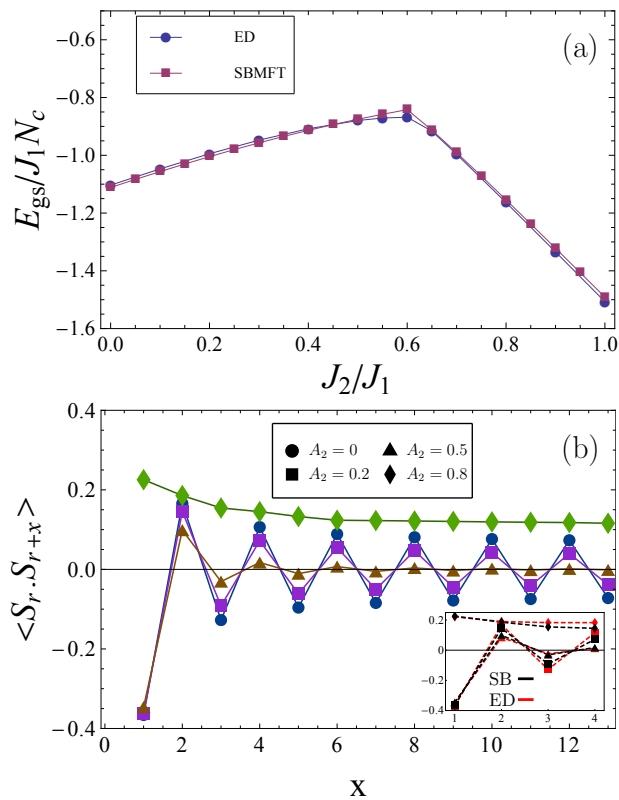 ED
SBMFT
(a)
E_gs/J_1N_c
−0.6
−0.8
−1.0
−1.2
−1.4
−1.6
0.0 0.2 0.4 0.6 0.8 1.0
J_2/J_1
(b)
A_2 = 0 A_2 = 0.5
A_2 = 0.2 A_2 = 0.8
<S_r.S_{r+x}>
0.4
0.2
0.0
−0.2
−0.4
0 2 4 6 8 10 12
x
0.2
0
−0.2
−0.4
SB
ED
1 2 3 4